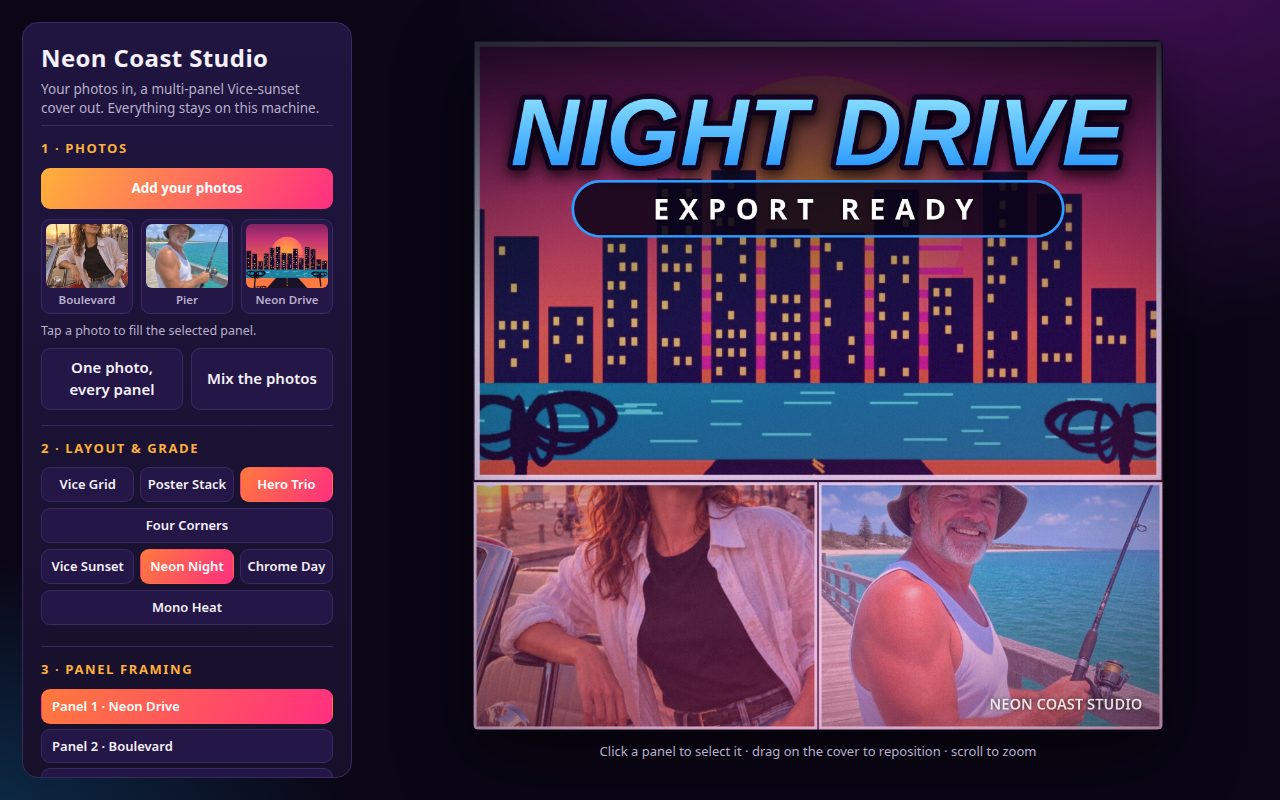 Neon Coast Studio
Your photos in, a multi-panel Vice-sunset
cover out. Everything stays on this machine.
1 · PHOTOS
Add your photos
Boulevard
Pier
Neon Drive
Tap a photo to fill the selected panel.
One photo,
every panel
Mix the photos
2 · LAYOUT & GRADE
Vice Grid
Poster Stack
Hero Trio
Four Corners
Vice Sunset
Neon Night
Chrome Day
Mono Heat
3 · PANEL FRAMING
Panel 1 · Neon Drive
Panel 2 · Boulevard
NIGHT DRIVE
EXPORT READY
NEON COAST STUDIO
Click a panel to select it · drag on the cover to reposition · scroll to zoom